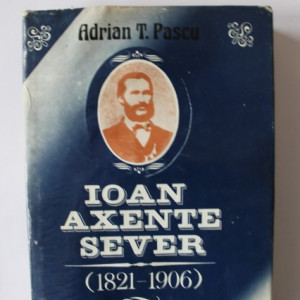 Adrian T. Pascu
IOAN
AXENTE
SEVER
(1821-1906)